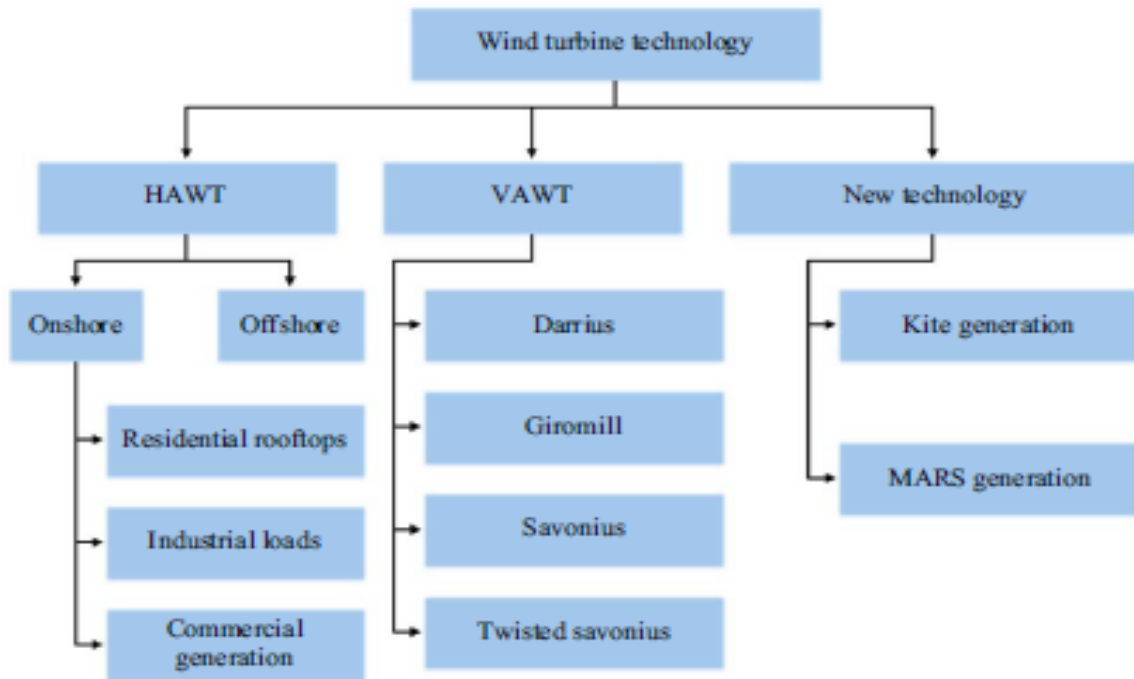 Wind turbine technology
HAWT
VAWT
New technology
Onshore
Offshore
Darrius
Kite generation
Residential rooftops
Giromill
MARS generation
Industrial loads
Savonius
Commercial
generation
Twisted savonius